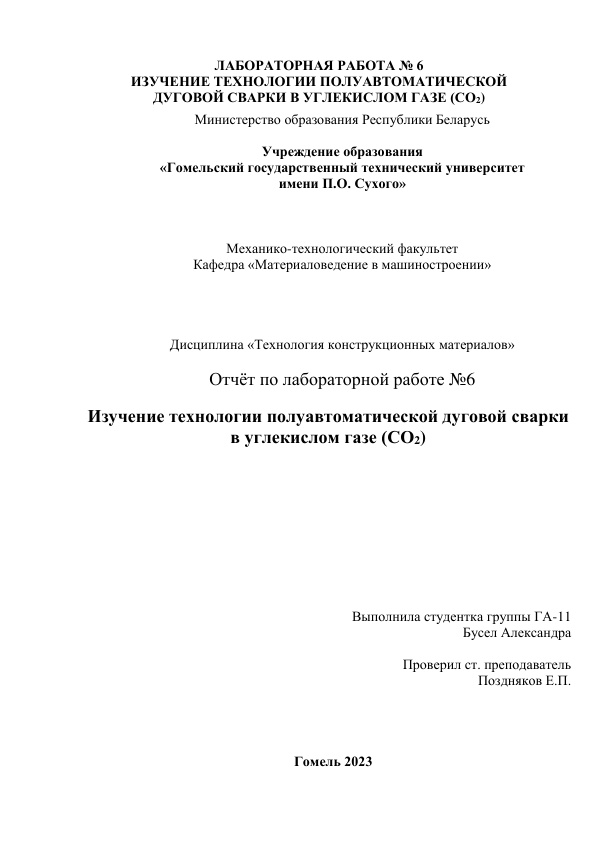 ЛАБОРАТОРНАЯ РАБОТА № 6
ИЗУЧЕНИЕ ТЕХНОЛОГИИ ПОЛУАВТОМАТИЧЕСКОЙ
ДУГОВОЙ СВАРКИ В УГЛЕКИСЛОМ ГАЗЕ (CO₂)
Министерство образования Республики Беларусь
Учреждение образования
«Гомельский государственный технический университет
имени П.О. Сухого»
Механико-технологический факультет
Кафедра «Материаловедение в машиностроении»
Дисциплина «Технология конструкционных материалов»
Отчёт по лабораторной работе №6
Изучение технологии полуавтоматической дуговой сварки
в углекислом газе (CO₂)
Выполнила студентка группы ГА-11
Бусел Александра
Проверил ст. преподаватель
Поздняков Е.П.
Гомель 2023